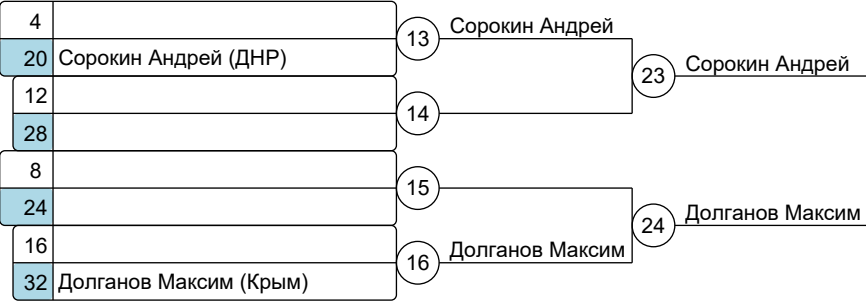 4
13
Сорокин Андрей
20 Сорокин Андрей (ДНР)
23
Сорокин Андрей
12
14
28
8
15
24
24
Долганов Максим
16
16
Долганов Максим
32 Долганов Максим (Крым)